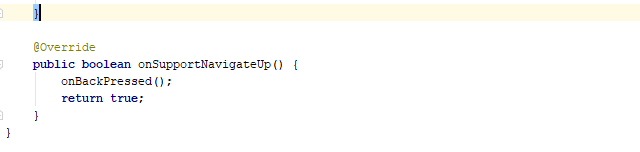 }
@Override
public boolean onSupportNavigateUp() {
onBackPressed();
return true;
}
}